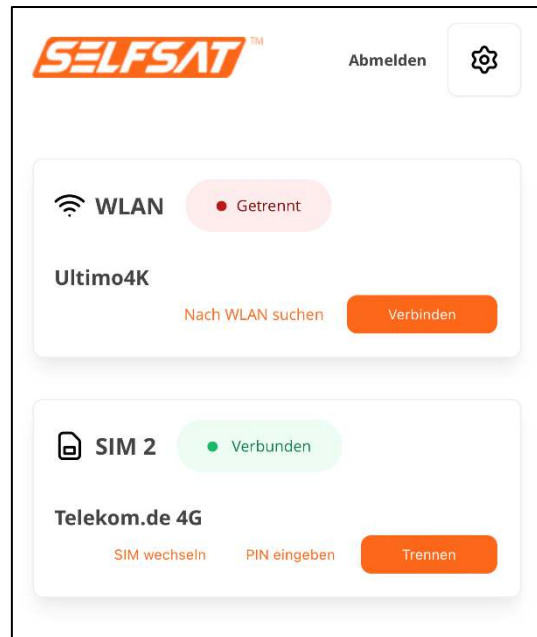 SELFSAT™
Abmelden
WLAN
Getrennt
Ultimo4K
Nach WLAN suchen
Verbinden
SIM 2
Verbunden
Telekom.de 4G
SIM wechseln
PIN eingeben
Trennen